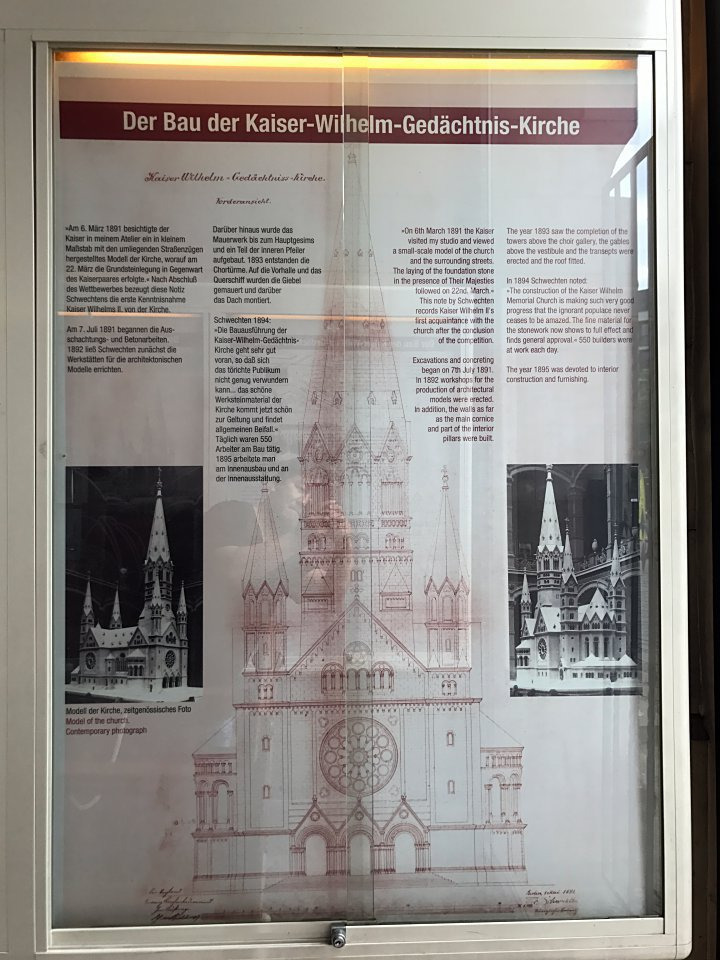 Der Bau der Kaiser-Wilhelm-Gedächtnis-Kirche
Kaiser Wilhelm-Gedächtniss-kirche.
Vorderansicht.
»Am 6. März 1891 besichtigte der
Kaiser in meinem Atelier ein in kleinem
Maßstab mit den umliegenden Straßenzügen
hergestelltes Modell der Kirche, worauf am
22. März die Grundsteinlegung in Gegenwart
des Kaiserpaares erfolgte.« Nach Abschluß
des Wettbewerbes bezeugt diese Notiz
Schwechtens die erste Kenntnisnahme
Kaiser Wilhelms II. von der Kirche.
Am 7. Juli 1891 begannen die Aus-
schachtungs- und Betonarbeiten.
1892 ließ Schwechten zunächst die
Werkstätten für die architektonischen
Modelle errichten.
Darüber hinaus wurde das
Mauerwerk bis zum Hauptgesims
und ein Teil der inneren Pfeiler
aufgebaut. 1893 entstanden die
Chortürme. Auf die Vorhalle und das
Querschiff wurden die Giebel
gemauert und darüber
das Dach montiert.
Schwechten 1894:
»Die Bauausführung der
Kaiser-Wilhelm-Gedächtnis-
Kirche geht sehr gut
voran, so daß sich
das törichte Publikum
nicht genug verwundern
kann... das schöne
Werksteinmaterial der
Kirche kommt jetzt schön
zur Geltung und findet
allgemeinen Beifall.«
Täglich waren 550
Arbeiter am Bau tätig.
1895 arbeitete man
am Innenausbau und an
der Innenausstattung.
»On 6th March 1891 the Kaiser
visited my studio and viewed
a small-scale model of the church
and the surrounding streets.
The laying of the foundation stone
in the presence of Their Majesties
followed on 22nd. March.«
This note by Schwechten
records Kaiser Wilhelm II's
first acquaintance with the
church after the conclusion
of the competition.
Excavations and concreting
began on 7th July 1891.
In 1892 workshops for the
production of architectural
models were erected.
In addition, the walls as far
as the main cornice
and part of the interior
pillars were built.
The year 1893 saw the completion of the
towers above the choir gallery, the gables
above the vestibule and the transepts were
erected and the roof fitted.
In 1894 Schwechten noted:
»The construction of the Kaiser Wilhelm
Memorial Church is making such very good
progress that the ignorant populace never
ceases to be amazed. The fine material for
the stonework now shows to full effect and
finds general approval.« 550 builders were
at work each day.
The year 1895 was devoted to interior
construction and furnishing.
Modell der Kirche, zeitgenössisches Foto
Model of the church.
Contemporary photograph